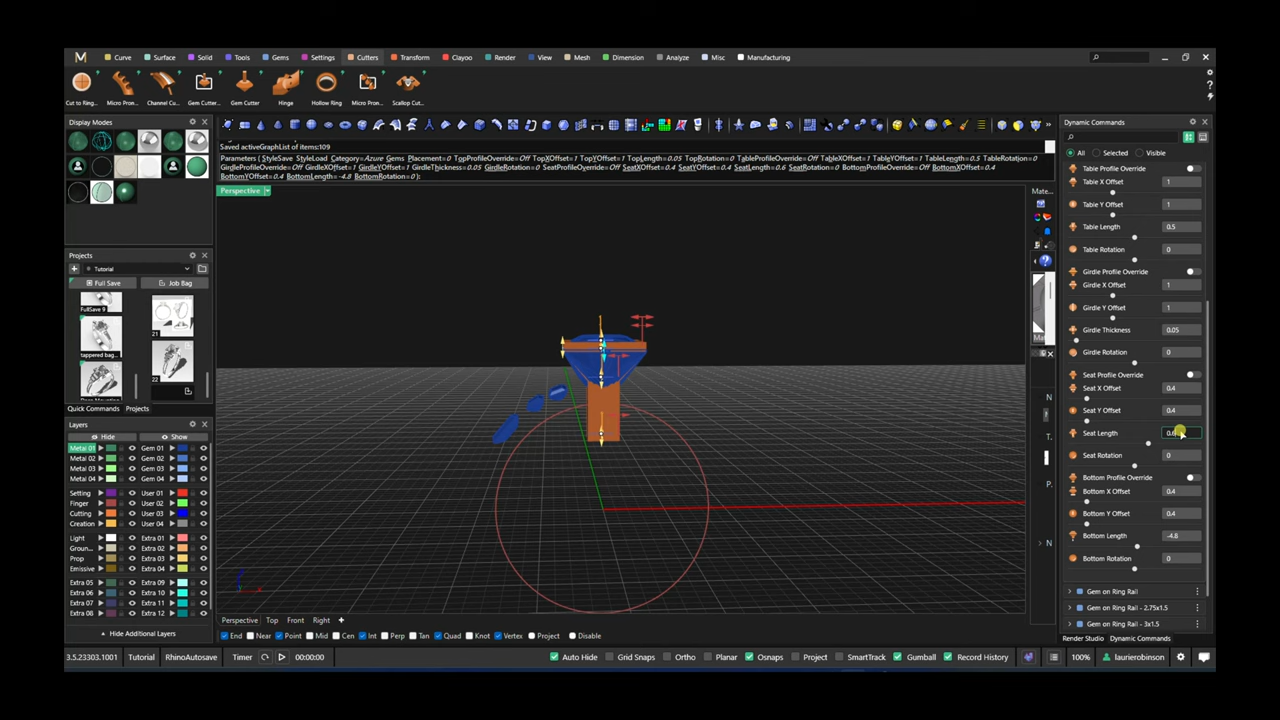 Curve Surface Solid Tools Gems Settings Cutters Transform Clayoo Render View Mesh Dimension Analyze Misc Manufacturing
Cut to Ring... Micro Pron... Channel Cu... Gem Cutter... Gem Cutter Hinge Hollow Ring Micro Pron... Scallop Cut...
Display Modes
Saved activeGraphList of items:109
Parameters ( StyleSave StyleLoad Category=Azure Gems Placement=0 TopProfileOverride=Off TopXOffset=1 TopYOffset=1 TopLength=0.05 TopRotation=0 TableProfileOverride=Off TableXOffset=1 TableYOffset=1 TableLength=0.5 TableRotation=0
GirdleProfileOverride=Off GirdleXOffset=1 GirdleYOffset=1 GirdleThickness=0.05 GirdleRotation=0 SeatProfileOverride=Off SeatXOffset=0.4 SeatYOffset=0.4 SeatLength=0.6 SeatRotation=0 BottomProfileOverride=Off BottomXOffset=0.4
BottomYOffset=0.4 BottomLength=-4.8 BottomRotation=0 ):
Perspective
Projects
Tutorial
Full Save Job Bag
FullSave 9
21
tappered bag...
22
Quick Commands Projects
Layers
Hide Show
Metal 01 Gem 01
Metal 02 Gem 02
Metal 03 Gem 03
Metal 04 Gem 04
Setting User 01
Finger User 02
Cutting User 03
Creation User 04
Light Extra 01
Groun... Extra 02
Prop Extra 03
Emissive Extra 04
Extra 05 Extra 09
Extra 06 Extra 10
Extra 07 Extra 11
Extra 08 Extra 12
Hide Additional Layers
Mate...
N
T.
P.
N
Dynamic Commands
All Selected Visible
Table Profile Override
Table X Offset 1
Table Y Offset 1
Table Length 0.5
Table Rotation 0
Girdle Profile Override
Girdle X Offset 1
Girdle Y Offset 1
Girdle Thickness 0.05
Girdle Rotation 0
Seat Profile Override
Seat X Offset 0.4
Seat Y Offset 0.4
Seat Length 0.6
Seat Rotation 0
Bottom Profile Override
Bottom X Offset 0.4
Bottom Y Offset 0.4
Bottom Length -4.8
Bottom Rotation 0
Gem on Ring Rail
Gem on Ring Rail - 2.75x1.5
Gem on Ring Rail - 3x1.5
Render Studio Dynamic Commands
Perspective Top Front Right
End Near Point Mid Cen Int Perp Tan Quad Knot Vertex Project Disable
3.5.23303.1001 Tutorial RhinoAutosave Timer 00:00:00 Auto Hide Grid Snaps Ortho Planar Osnaps Project SmartTrack Gumball Record History 100% laurierobinson